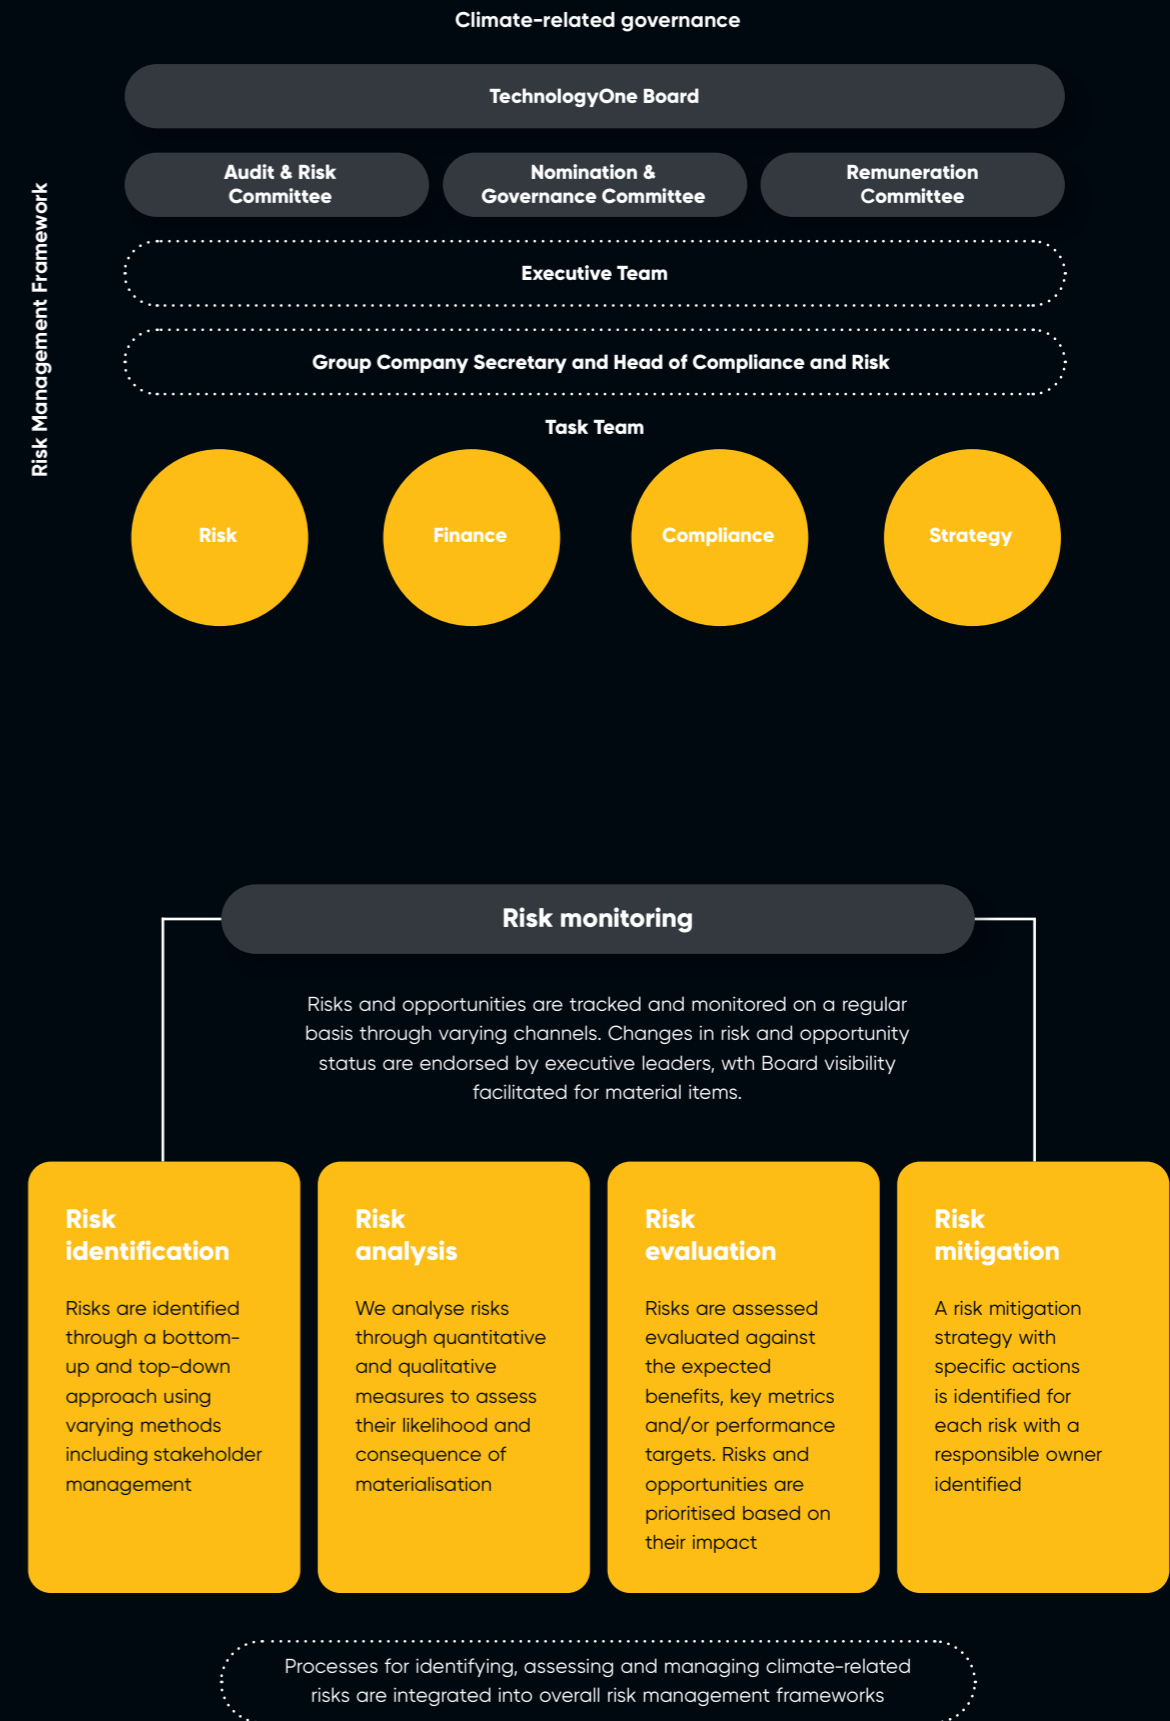 Climate-related governance
Risk Management Framework
TechnologyOne Board
Audit & Risk
Committee
Nomination &
Governance Committee
Remuneration
Committee
Executive Team
Group Company Secretary and Head of Compliance and Risk
Task Team
Risk
Finance
Compliance
Strategy
Risk monitoring
Risks and opportunities are tracked and monitored on a regular
basis through varying channels. Changes in risk and opportunity
status are endorsed by executive leaders, wth Board visibility
facilitated for material items.
Risk
identification
Risks are identified
through a bottom-
up and top-down
approach using
varying methods
including stakeholder
management
Risk
analysis
We analyse risks
through quantitative
and qualitative
measures to assess
their likelihood and
consequence of
materialisation
Risk
evaluation
Risks are assessed
evaluated against
the expected
benefits, key metrics
and/or performance
targets. Risks and
opportunities are
prioritised based on
their impact
Risk
mitigation
A risk mitigation
strategy with
specific actions
is identified for
each risk with a
responsible owner
identified
Processes for identifying, assessing and managing climate-related
risks are integrated into overall risk management frameworks